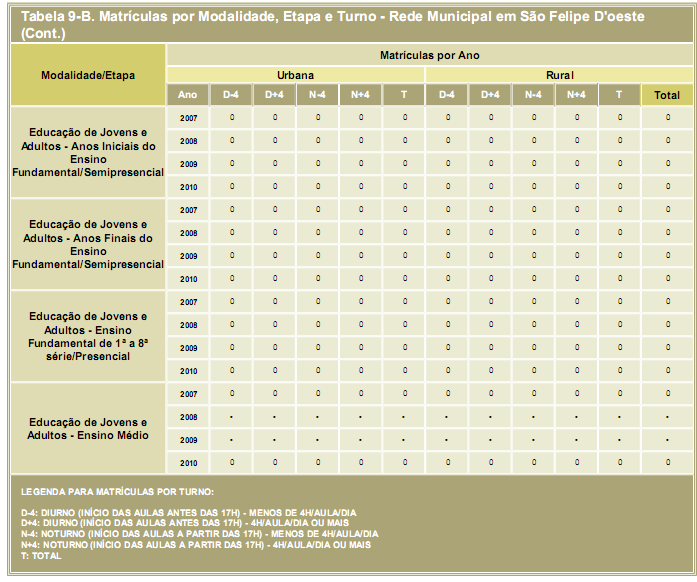 Tabela 9-B. Matrículas por Modalidade, Etapa e Turno - Rede Municipal em São Felipe D'oeste
(Cont.)
Modalidade/Etapa
Matrículas por Ano
Urbana Rural
Ano D-4 D+4 N-4 N+4 T D-4 D+4 N-4 N+4 T Total
Educação de Jovens e
Adultos - Anos Iniciais do
Ensino
Fundamental/Semipresencial
2007 0 0 0 0 0 0 0 0 0 0 0
2008 0 0 0 0 0 0 0 0 0 0 0
2009 0 0 0 0 0 0 0 0 0 0 0
2010 0 0 0 0 0 0 0 0 0 0 0
Educação de Jovens e
Adultos - Anos Finais do
Ensino
Fundamental/Semipresencial
2007 0 0 0 0 0 0 0 0 0 0 0
2008 0 0 0 0 0 0 0 0 0 0 0
2009 0 0 0 0 0 0 0 0 0 0 0
2010 0 0 0 0 0 0 0 0 0 0 0
Educação de Jovens e
Adultos - Ensino
Fundamental de 1ª a 8ª
série/Presencial
2007 0 0 0 0 0 0 0 0 0 0 0
2008 0 0 0 0 0 0 0 0 0 0 0
2009 0 0 0 0 0 0 0 0 0 0 0
2010 0 0 0 0 0 0 0 0 0 0 0
Educação de Jovens e
Adultos - Ensino Médio
2007 0 0 0 0 0 0 0 0 0 0 0
2008 - - - - - - - - - - -
2009 - - - - - - - - - - -
2010 0 0 0 0 0 0 0 0 0 0 0
LEGENDA PARA MATRÍCULAS POR TURNO:
D-4: DIURNO (INÍCIO DAS AULAS ANTES DAS 17H) - MENOS DE 4H/AULA/DIA
D+4: DIURNO (INÍCIO DAS AULAS ANTES DAS 17H) - 4H/AULA/DIA OU MAIS
N-4: NOTURNO (INÍCIO DAS AULAS A PARTIR DAS 17H) - MENOS DE 4H/AULA/DIA
N+4: NOTURNO (INÍCIO DAS AULAS A PARTIR DAS 17H) - 4H/AULA/DIA OU MAIS
T: TOTAL